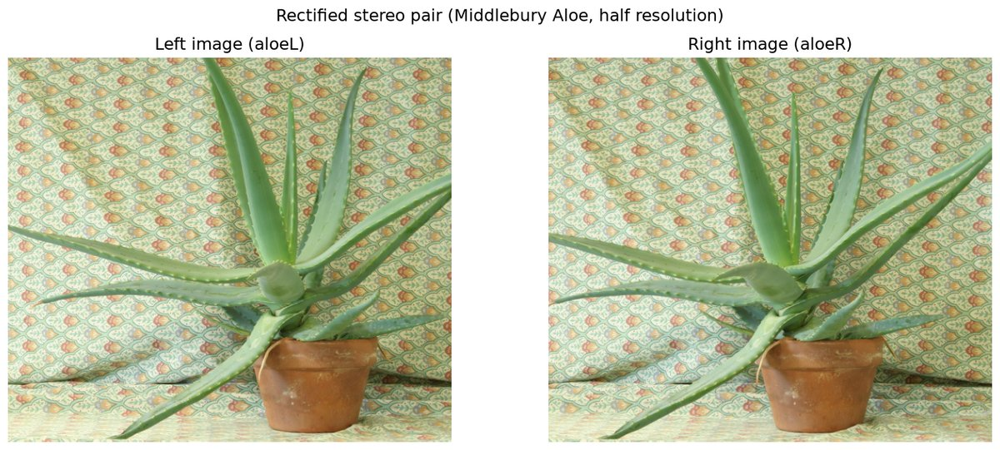 Rectified stereo pair (Middlebury Aloe, half resolution)
Left image (aloeL)
Right image (aloeR)